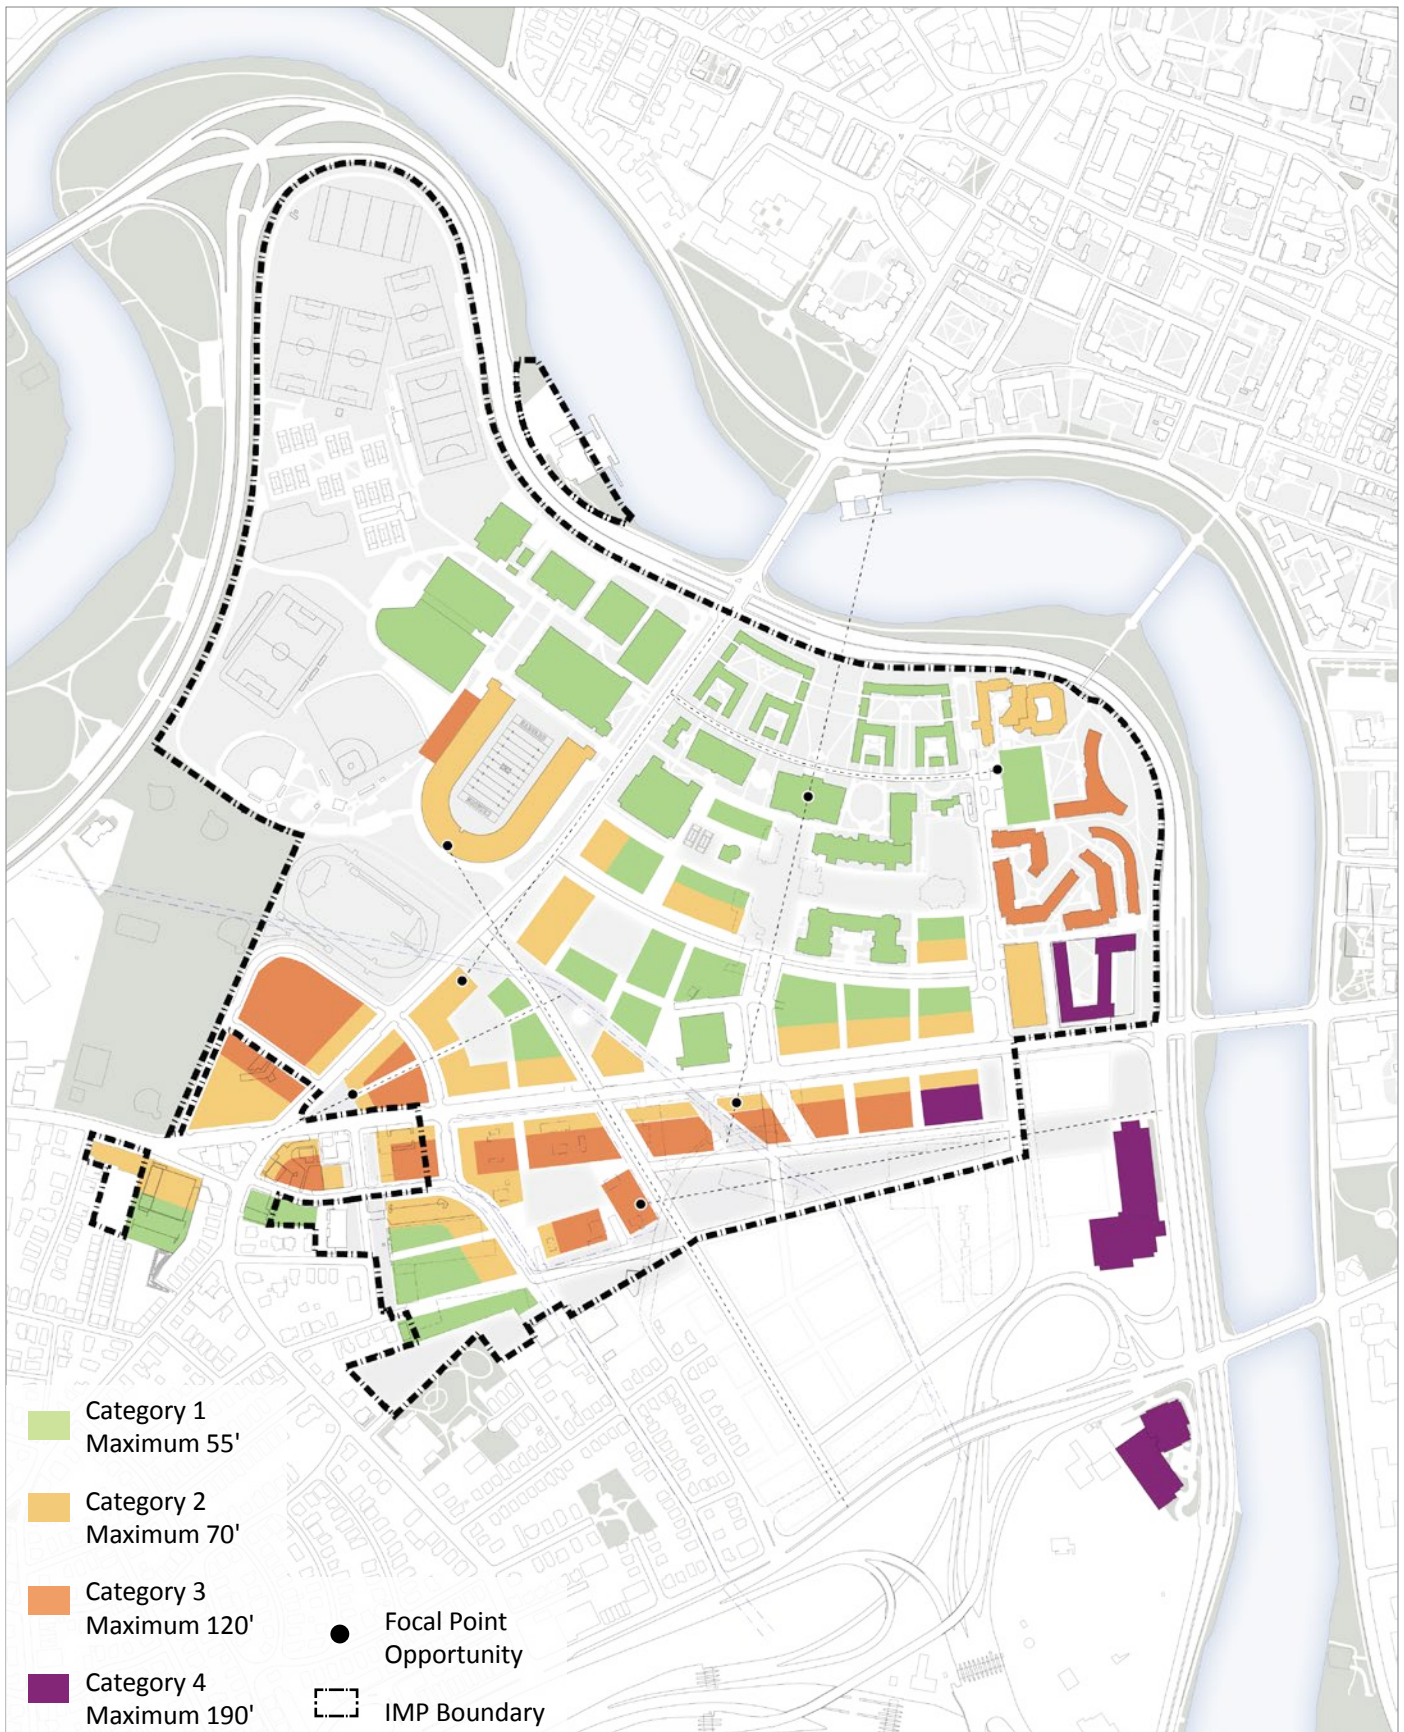 HARVARD
Category 1
Maximum 55'
Category 2
Maximum 70'
Category 3
Maximum 120'
Category 4
Maximum 190'
Focal Point
Opportunity
IMP Boundary